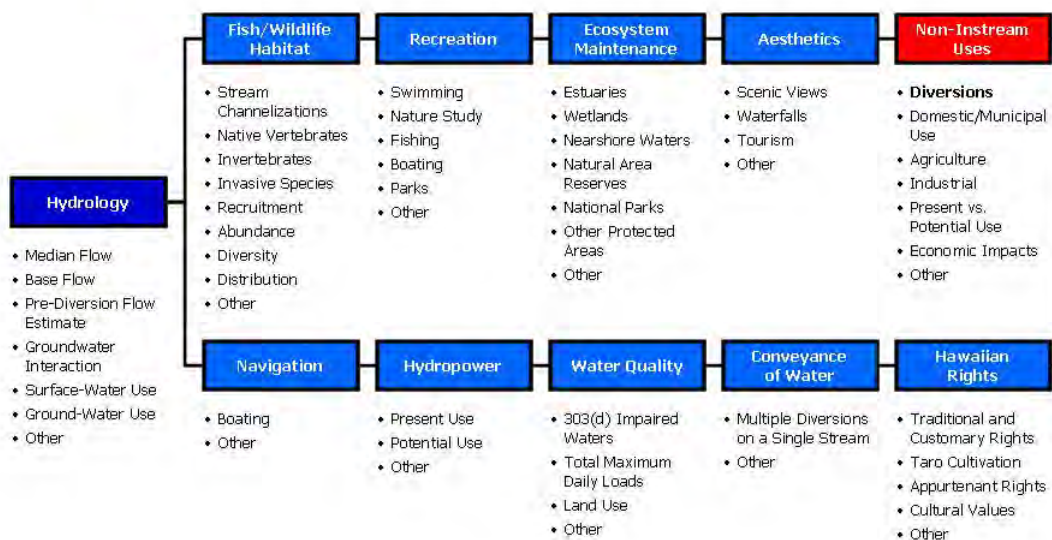 Fish/Wildlife
Habitat
• Stream
Channelizations
• Native Vertebrates
• Invertebrates
• Invasive Species
• Recruitment
• Abundance
• Diversity
• Distribution
• Other
Recreation
• Swimming
• Nature Study
• Fishing
• Boating
• Parks
• Other
Ecosystem
Maintenance
• Estuaries
• Wetlands
• Nearshore Waters
• Natural Area
Reserves
• National Parks
• Other Protected
Areas
• Other
Aesthetics
• Scenic Views
• Waterfalls
• Tourism
• Other
Non-Instream
Uses
• Diversions
• Domestic/Municipal
Use
• Agriculture
• Industrial
• Present vs.
Potential Use
• Economic Impacts
• Other
Hydrology
• Median Flow
• Base Flow
• Pre-Diversion Flow
Estimate
• Groundwater
Interaction
• Surface-Water Use
• Ground-Water Use
• Other
Navigation
• Boating
• Other
Hydropower
• Present Use
• Potential Use
• Other
Water Quality
• 303(d) Impaired
Waters
• Total Maximum
Daily Loads
• Land Use
• Other
Conveyance
of Water
• Multiple Diversions
on a Single Stream
• Other
Hawaiian
Rights
• Traditional and
Customary Rights
• Taro Cultivation
• Appurtenant Rights
• Cultural Values
• Other